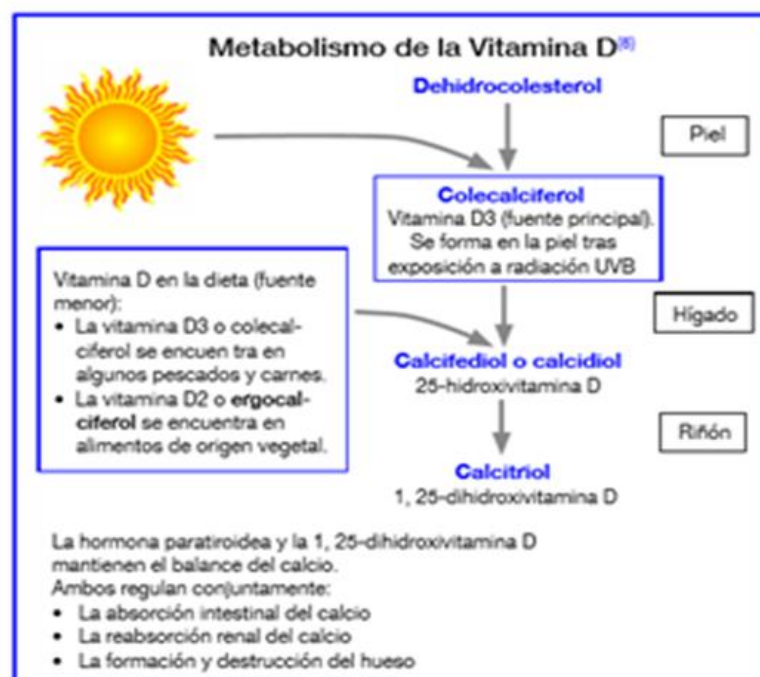 Metabolismo de la Vitamina D(6)
Dehidrocolesterol
Piel
Colecalciferol
Vitamina D3 (fuente principal).
Se forma en la piel tras
exposición a radiación UVB
Vitamina D en la dieta (fuente
menor):
• La vitamina D3 o colecal-
ciferol se encuen tra en
algunos pescados y carnes.
• La vitamina D2 o ergocal-
ciferol se encuentra en
alimentos de origen vegetal.
Hígado
Calcifediol o calcidiol
25-hidroxivitamina D
Riñón
Calcitriol
1, 25-dihidroxivitamina D
La hormona paratiroidea y la 1, 25-dihidroxivitamina D
mantienen el balance del calcio.
Ambos regulan conjuntamente:
• La absorción intestinal del calcio
• La reabsorción renal del calcio
• La formación y destrucción del hueso